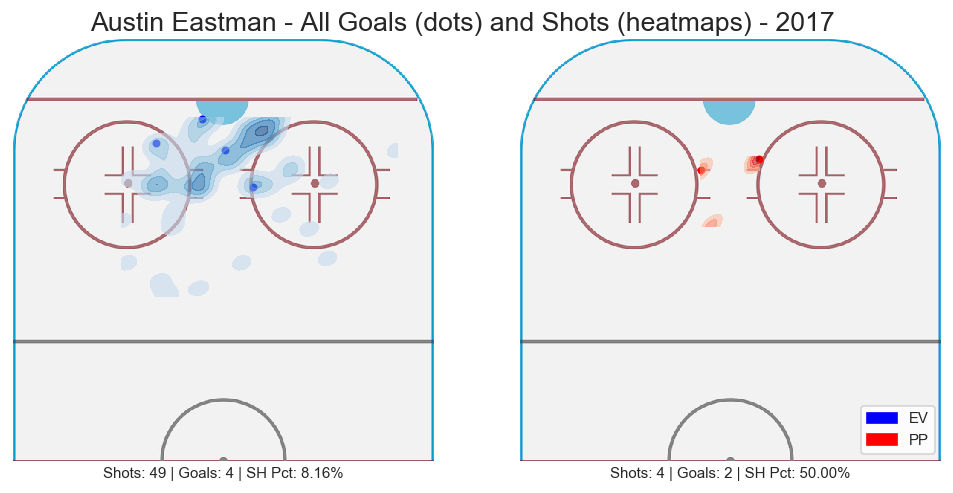 Austin Eastman - All Goals (dots) and Shots (heatmaps) - 2017
EV
PP
Shots: 49 | Goals: 4 | SH Pct: 8.16%
Shots: 4 | Goals: 2 | SH Pct: 50.00%